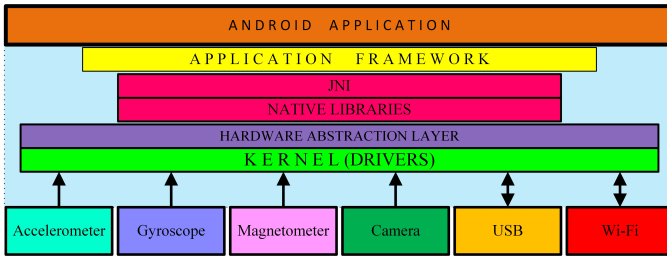 ANDROID APPLICATION
APPLICATION FRAMEWORK
JNI
NATIVE LIBRARIES
HARDWARE ABSTRACTION LAYER
KERNEL (DRIVERS)
Accelerometer Gyroscope Magnetometer Camera USB Wi-Fi